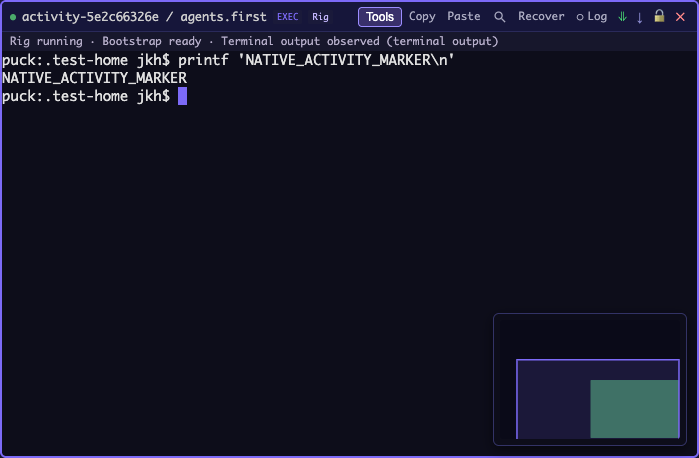 activity-5e2c66326e / agents.first EXEC Rig Tools Copy Paste Recover Log
Rig running · Bootstrap ready · Terminal output observed (terminal output)
puck:.test-home jkh$ printf 'NATIVE_ACTIVITY_MARKER\n'
NATIVE_ACTIVITY_MARKER
puck:.test-home jkh$